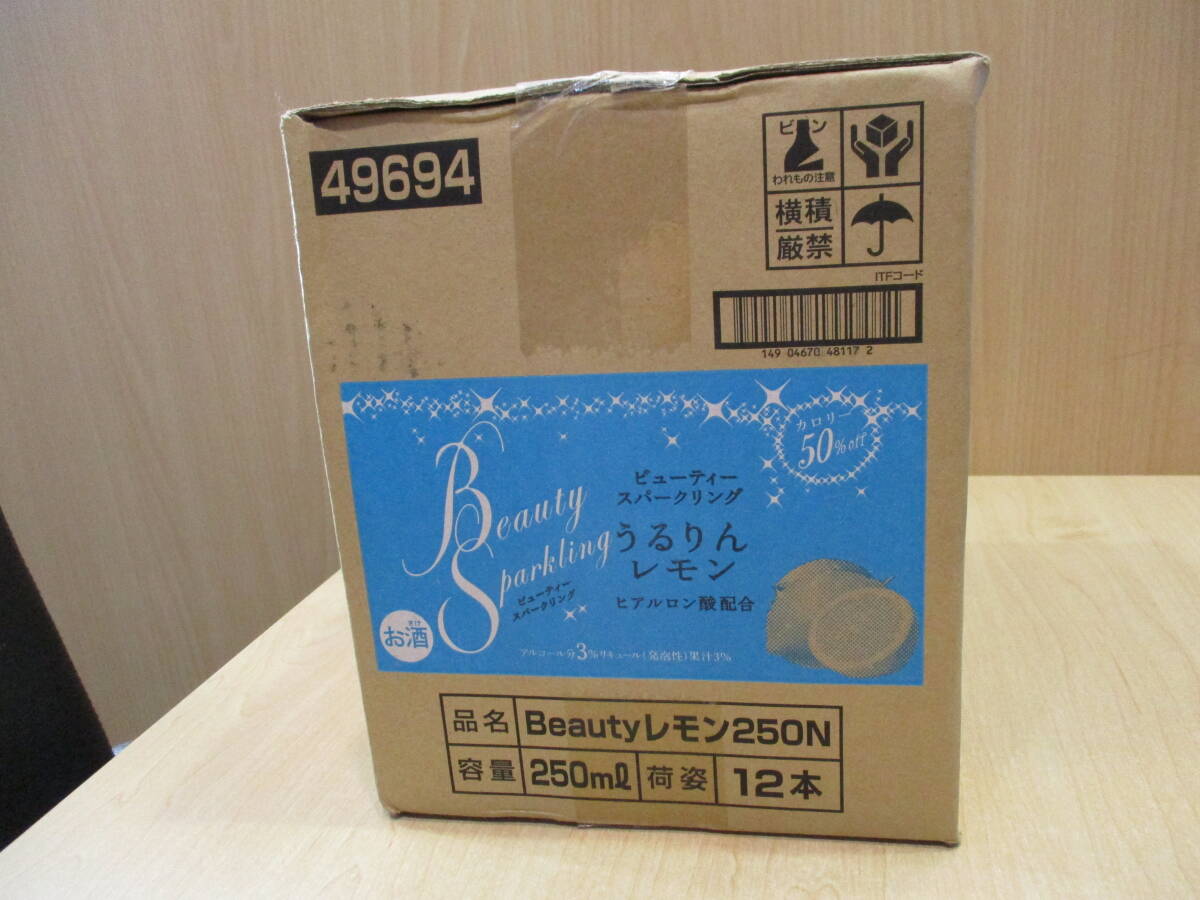 49694
ビン
われもの注意
横積
厳禁
ITFコード
149 04670 48117 2
カロリー
50%off
Beauty
Sparkling
ビューティー
スパークリング
ビューティー
スパークリング
うるりん
レモン
ヒアルロン酸配合
さけ
お酒
アルコール分3%リキュール(発泡性)果汁3%
品名 Beautyレモン250N
容量 250ml 荷姿 12本